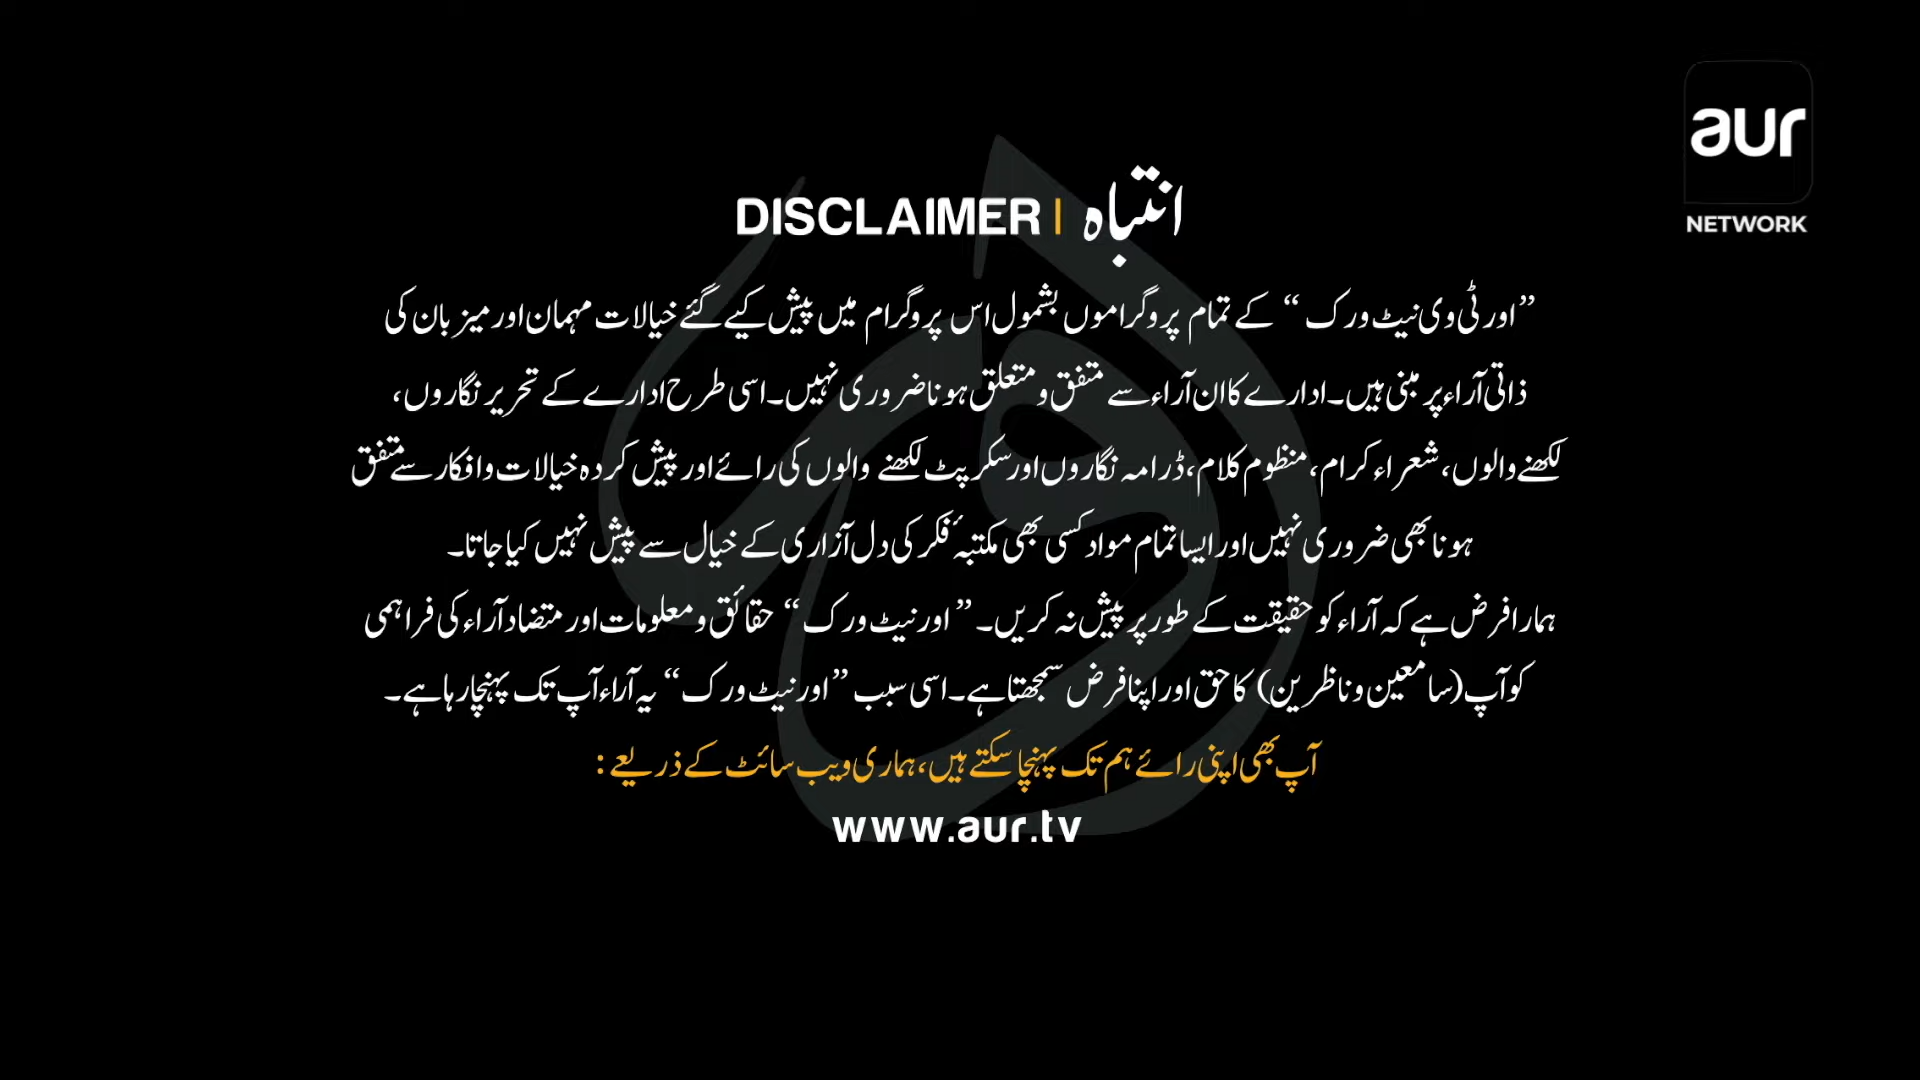 aur
NETWORK
انتباہ | DISCLAIMER
”اور ٹی وی نیٹ ورک“ کے تمام پروگراموں بشمول اس پروگرام میں پیش کیے گئے خیالات مہمان اور میزبان کی
ذاتی آراء پر مبنی ہیں۔ ادارے کا ان آراء سے متفق و متعلق ہونا ضروری نہیں۔ اسی طرح ادارے کے تحریر نگاروں،
لکھنے والوں، شعراء کرام، منظوم کلام، ڈرامہ نگاروں اور سکرپٹ لکھنے والوں کی رائے اور پیش کردہ خیالات و افکار سے متفق
ہونا بھی ضروری نہیں اور ایسا تمام مواد کسی بھی مکتبۂ فکر کی دل آزاری کے خیال سے پیش نہیں کیا جاتا۔
ہمارا فرض ہے کہ آراء کو حقیقت کے طور پر پیش نہ کریں۔ ”اور نیٹ ورک“ حقائق و معلومات اور متضاد آراء کی فراہمی
کو آپ (سامعین و ناظرین) کا حق اور اپنا فرض سمجھتا ہے۔ اسی سبب ”اور نیٹ ورک“ یہ آراء آپ تک پہنچا رہا ہے۔
آپ بھی اپنی رائے ہم تک پہنچا سکتے ہیں، ہماری ویب سائٹ کے ذریعے:
www.aur.tv